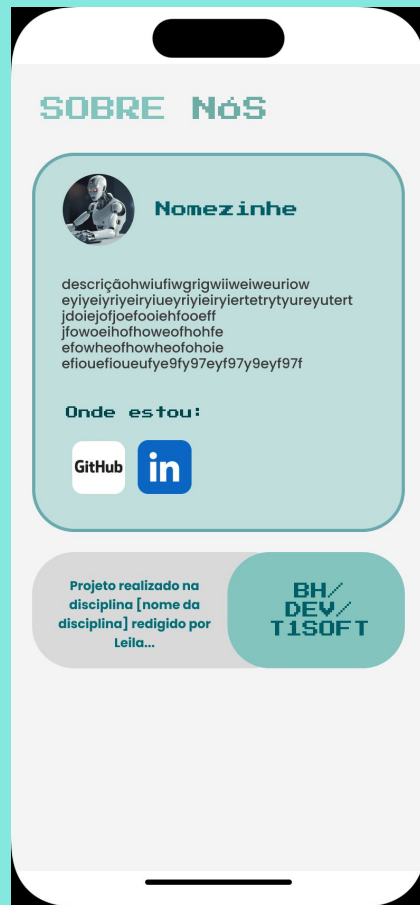 SOBRE NóS
Nomezinhe
descriçãohwiufiwgrigwiiweiweuriow
eyiyeiyriyeiryiueyriyieiryiertetrytyureyutert
jdoiejofjoefooiehfooeff
jfowoeihofhoweofhohfe
efowheofhowheofohoie
efiouefioueufye9fy97eyf97y9eyf97f
Onde estou:
GitHub
in
Projeto realizado na
disciplina [nome da
disciplina] redigido por
Leila...
BH/
DEV/
T1SOFT